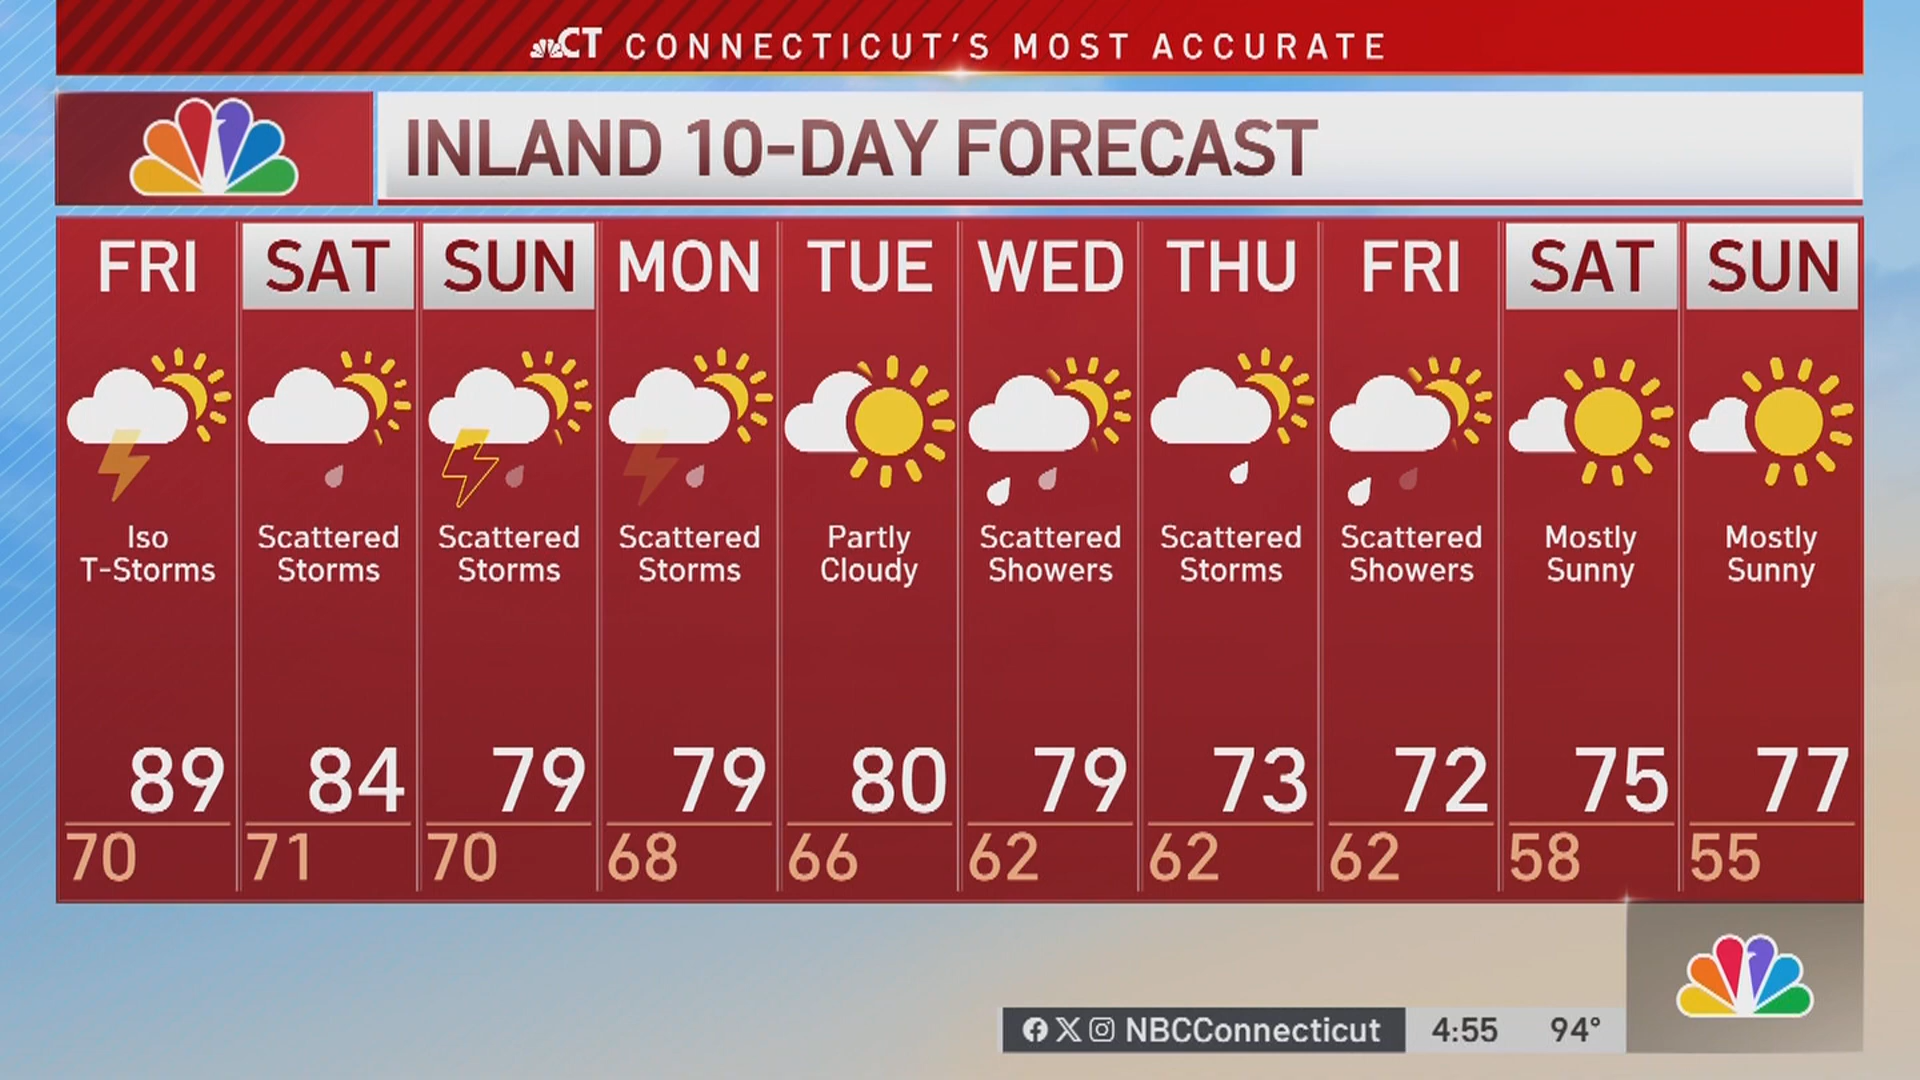 CT CONNECTICUT'S MOST ACCURATE
INLAND 10-DAY FORECAST
FRI SAT SUN MON TUE WED THU FRI SAT SUN
Iso Scattered Scattered Scattered Partly Scattered Scattered Scattered Mostly Mostly
T-Storms Storms Storms Storms Cloudy Showers Storms Showers Sunny Sunny
89 84 79 79 80 79 73 72 75 77
70 71 70 68 66 62 62 62 58 55
NBCConnecticut 4:55 94°